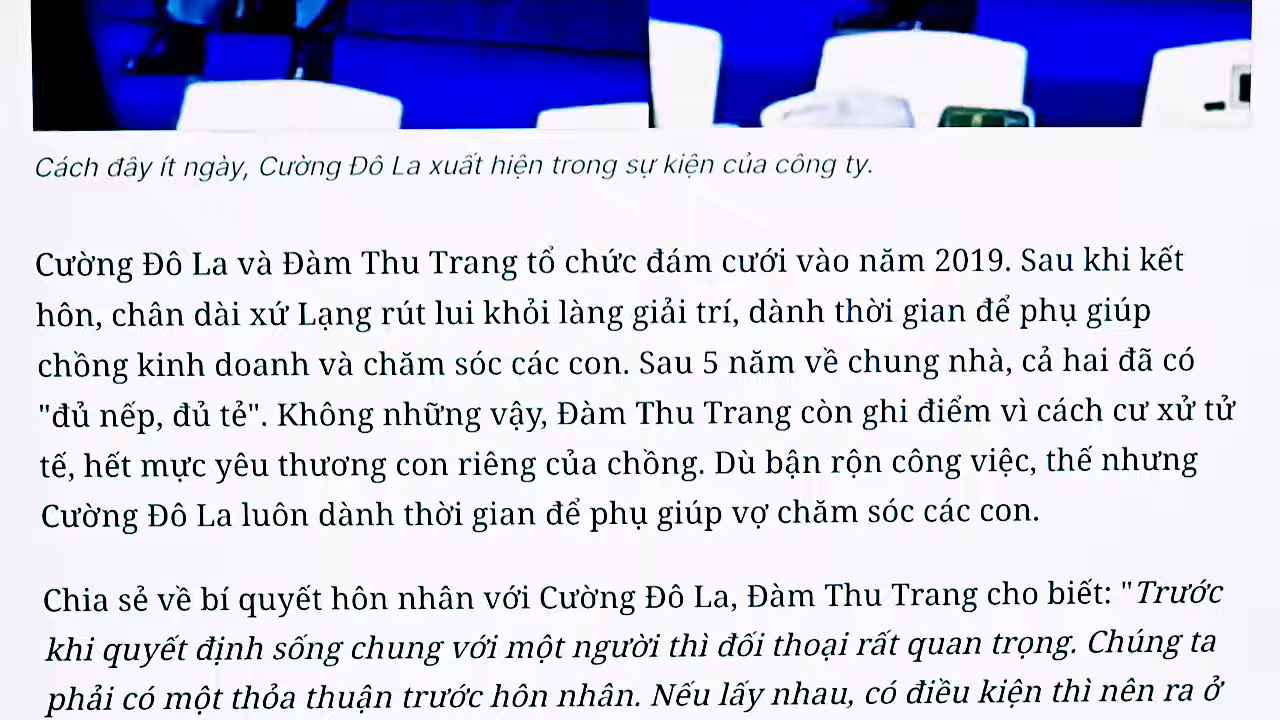 Cách đây ít ngày, Cường Đô La xuất hiện trong sự kiện của công ty.
Cường Đô La và Đàm Thu Trang tổ chức đám cưới vào năm 2019. Sau khi kết
hôn, chân dài xứ Lạng rút lui khỏi làng giải trí, dành thời gian để phụ giúp
chồng kinh doanh và chăm sóc các con. Sau 5 năm về chung nhà, cả hai đã có
"đủ nếp, đủ tẻ". Không những vậy, Đàm Thu Trang còn ghi điểm vì cách cư xử tử
tế, hết mực yêu thương con riêng của chồng. Dù bận rộn công việc, thế nhưng
Cường Đô La luôn dành thời gian để phụ giúp vợ chăm sóc các con.
Chia sẻ về bí quyết hôn nhân với Cường Đô La, Đàm Thu Trang cho biết: "Trước
khi quyết định sống chung với một người thì đối thoại rất quan trọng. Chúng ta
phải có một thỏa thuận trước hôn nhân. Nếu lấy nhau, có điều kiện thì nên ra ở